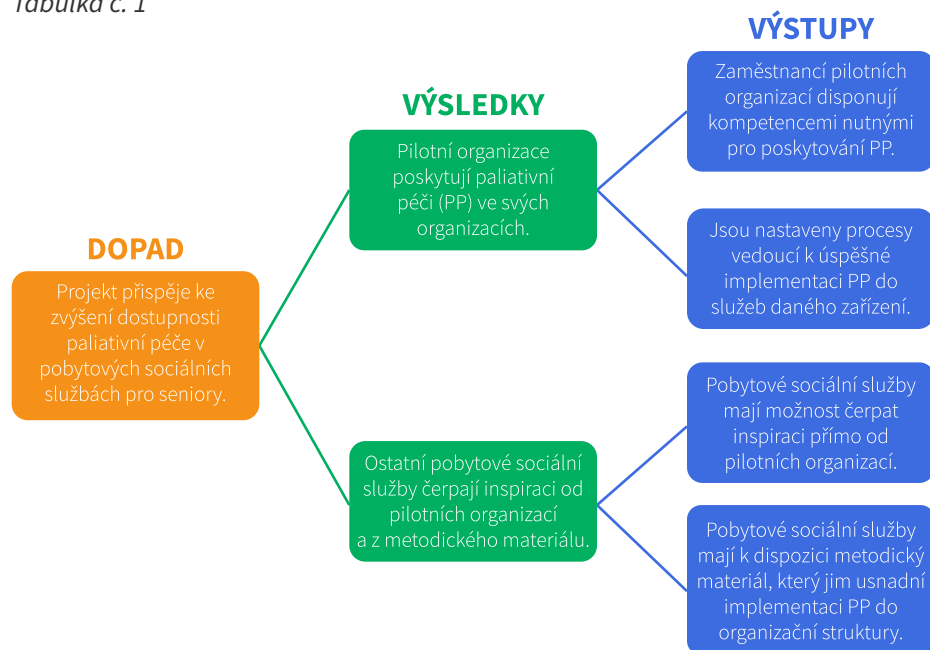 Tabulka č. 1
DOPAD
Projekt přispěje ke
zvýšení dostupnosti
paliativní péče v
pobytových sociálních
službách pro seniory.
VÝSLEDKY
Pilotní organizace
poskytují paliativní
péči (PP) ve svých
organizacích.
Ostatní pobytové sociální
služby čerpají inspiraci od
pilotních organizací
a z metodického materiálu.
VÝSTUPY
Zaměstnancí pilotních
organizací disponují
kompetencemi nutnými
pro poskytování PP.
Jsou nastaveny procesy
vedoucí k úspěšné
implementaci PP do
služeb daného zařízení.
Pobytové sociální služby
mají možnost čerpat
inspiraci přímo od
pilotních organizací.
Pobytové sociální služby
mají k dispozici metodický
materiál, který jim usnadní
implementaci PP do
organizační struktury.